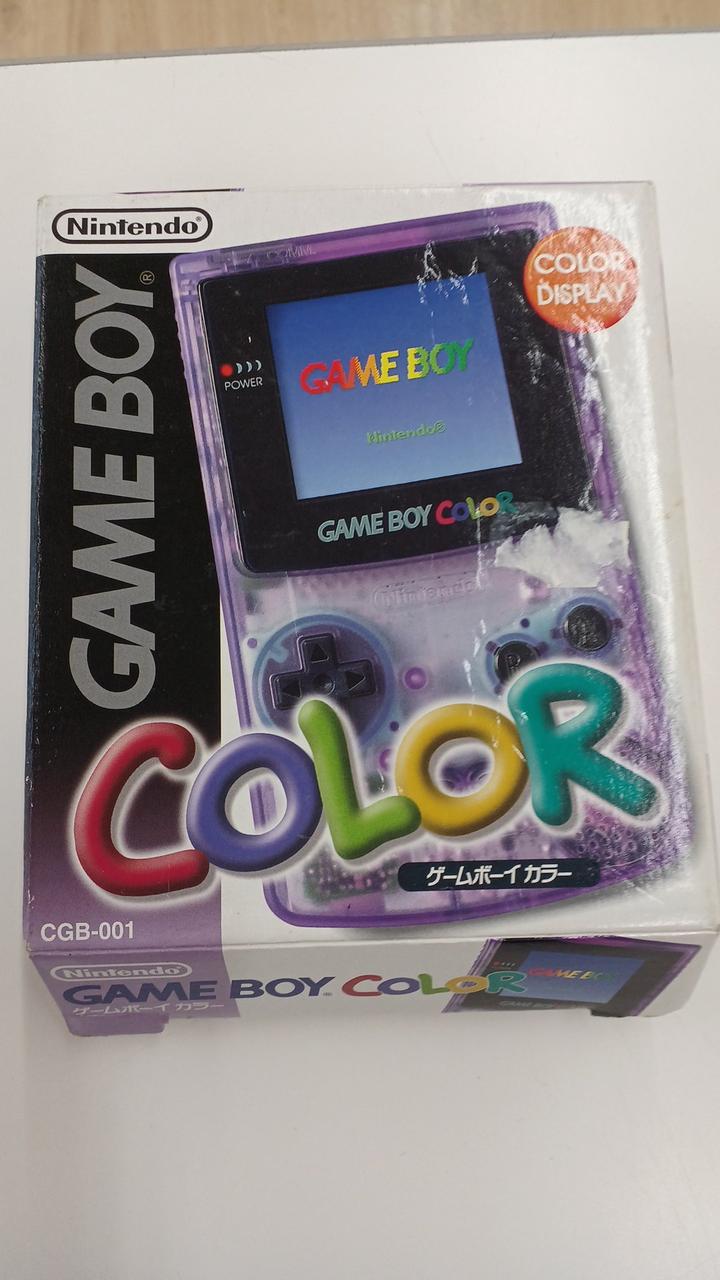 Nintendo®
GAME BOY®
COLOR DISPLAY
POWER
GAME BOY
Nintendo®
GAME BOY COLOR
Nintendo
COLOR
ゲームボーイ カラー
CGB-001
Nintendo
GAME BOY COLOR
ゲームボーイ カラー
GAME BOY
GAME BOY